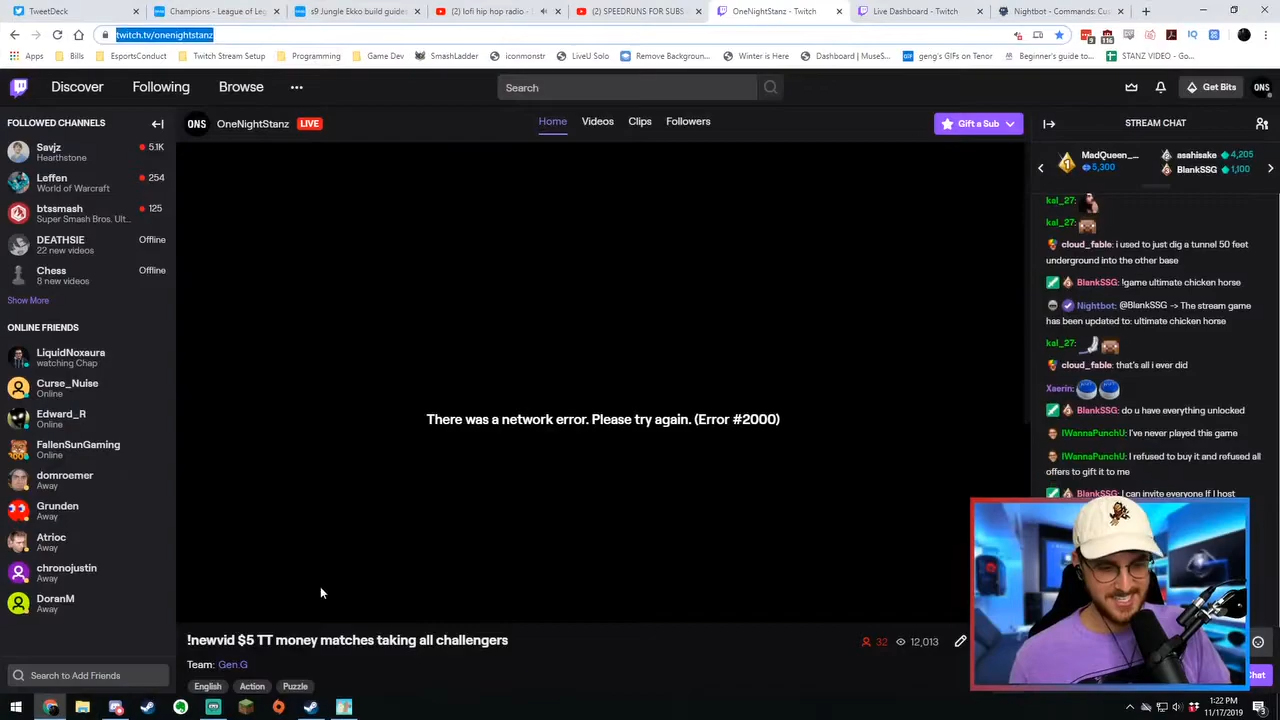 TweetDeck
Champions - League of Leg
s9 Jungle Ekko build guides
lofi hip hop radio -
SPEEDRUNS FOR SUBS
OneNightStanz - Twitch
Live Dashboard - Twitch
Nightbot - Commands: Cus
twitch.tv/onenightstanz
9
116
IQ
Apps
Bills
EsportsConduct
Twitch Stream Setup
Programming
Game Dev
SmashLadder
iconmonstr
LiveU Solo
Remove Backgroun...
Winter is Here
Dashboard | MuseS...
geng's GIFs on Tenor
Beginner's guide to...
STANZ VIDEO - Go...
Discover
Following
Browse
Search
Get Bits
ONS
FOLLOWED CHANNELS
Savjz
5.1K
Hearthstone
Leffen
254
World of Warcraft
btssmash
125
Super Smash Bros. Ult...
DEATHSIE
Offline
22 new videos
Chess
Offline
8 new videos
Show More
ONLINE FRIENDS
LiquidNoxaura
watching Chap
Curse_Nuise
Online
Edward_R
Online
FallenSunGaming
Online
domroemer
Away
Grunden
Away
Atrioc
Away
chronojustin
Away
DoranM
Away
Search to Add Friends
ONS
OneNightStanz
LIVE
Home
Videos
Clips
Followers
Gift a Sub
There was a network error. Please try again. (Error #2000)
!newvid $5 TT money matches taking all challengers
32
12,013
Team: Gen.G
English
Action
Puzzle
STREAM CHAT
1
MadQueen_...
5,300
asahisake
4,205
BlankSSG
1,100
kal_27:
kal_27:
cloud_fable: i used to just dig a tunnel 50 feet
underground into the other base
BlankSSG: !game ultimate chicken horse
Nightbot: @BlankSSG -> The stream game
has been updated to: ultimate chicken horse
kal_27:
cloud_fable: that's all i ever did
Xaerin:
BlankSSG: do u have everything unlocked
IWannaPunchU: I've never played this game
IWannaPunchU: I refused to buy it and refused all
offers to gift it to me
BlankSSG: I can invite everyone If I host
Chat
1:22 PM
11/17/2019
3